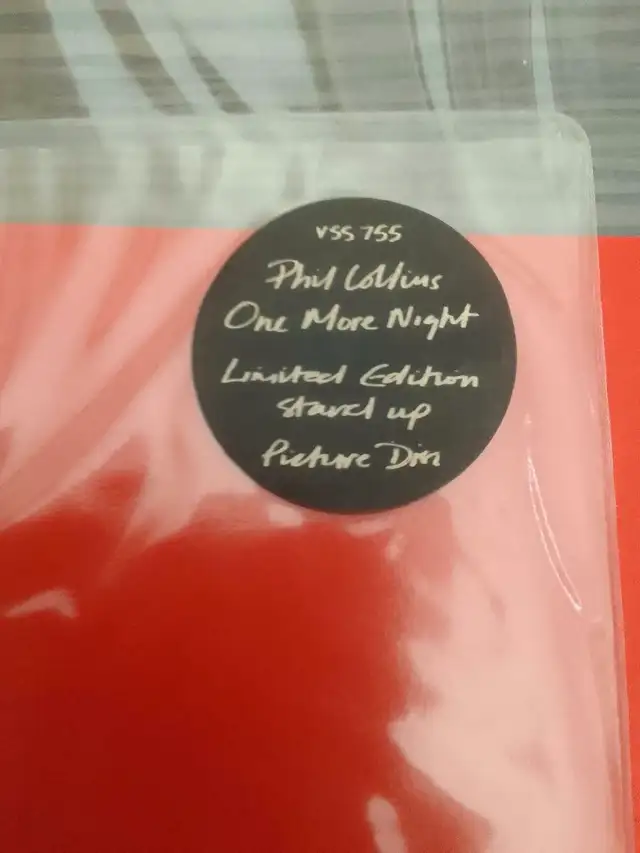 VSS 755
Phil Collins
One More Night
Limited Edition
Stand up
Picture Disc